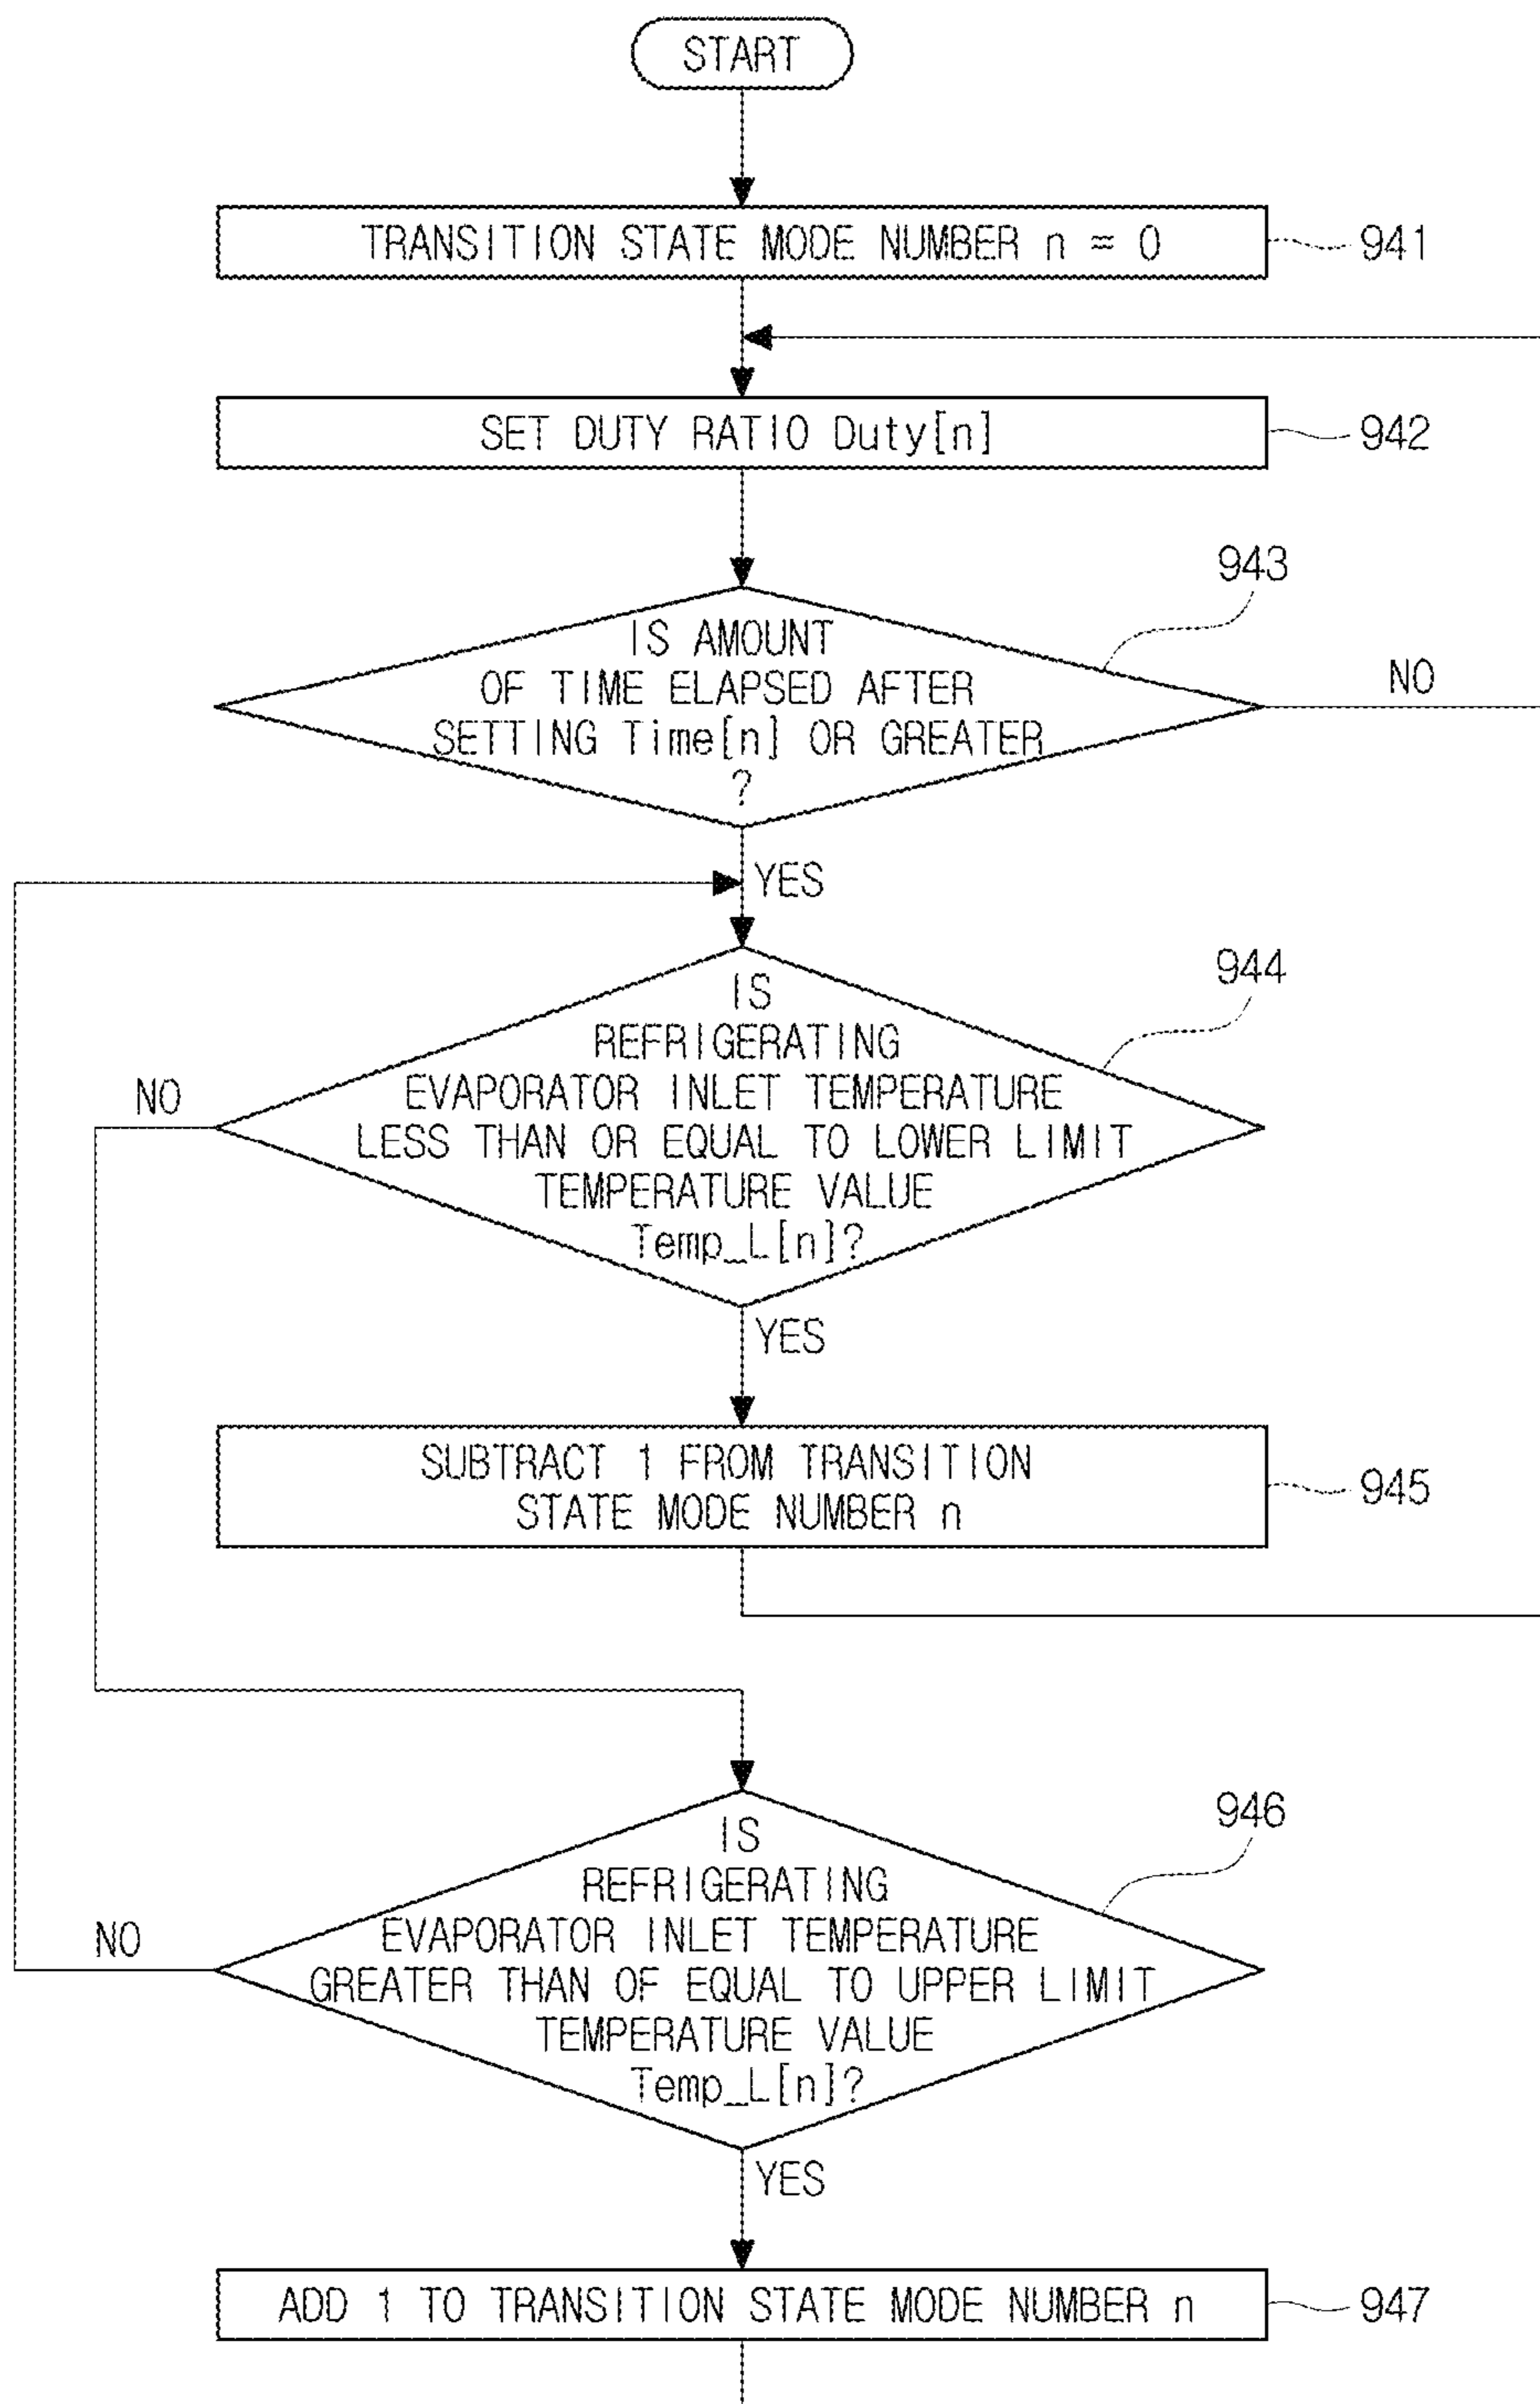 START
TRANSITION STATE MODE NUMBER n = 0
941
SET DUTY RATIO Duty[n]
942
943
IS AMOUNT
OF TIME ELAPSED AFTER
SETTING Time[n] OR GREATER
?
NO
YES
944
IS
REFRIGERATING
EVAPORATOR INLET TEMPERATURE
LESS THAN OR EQUAL TO LOWER LIMIT
TEMPERATURE VALUE
Temp_L[n]?
NO
YES
SUBTRACT 1 FROM TRANSITION
STATE MODE NUMBER n
945
946
IS
REFRIGERATING
EVAPORATOR INLET TEMPERATURE
GREATER THAN OF EQUAL TO UPPER LIMIT
TEMPERATURE VALUE
Temp_L[n]?
NO
YES
ADD 1 TO TRANSITION STATE MODE NUMBER n
947